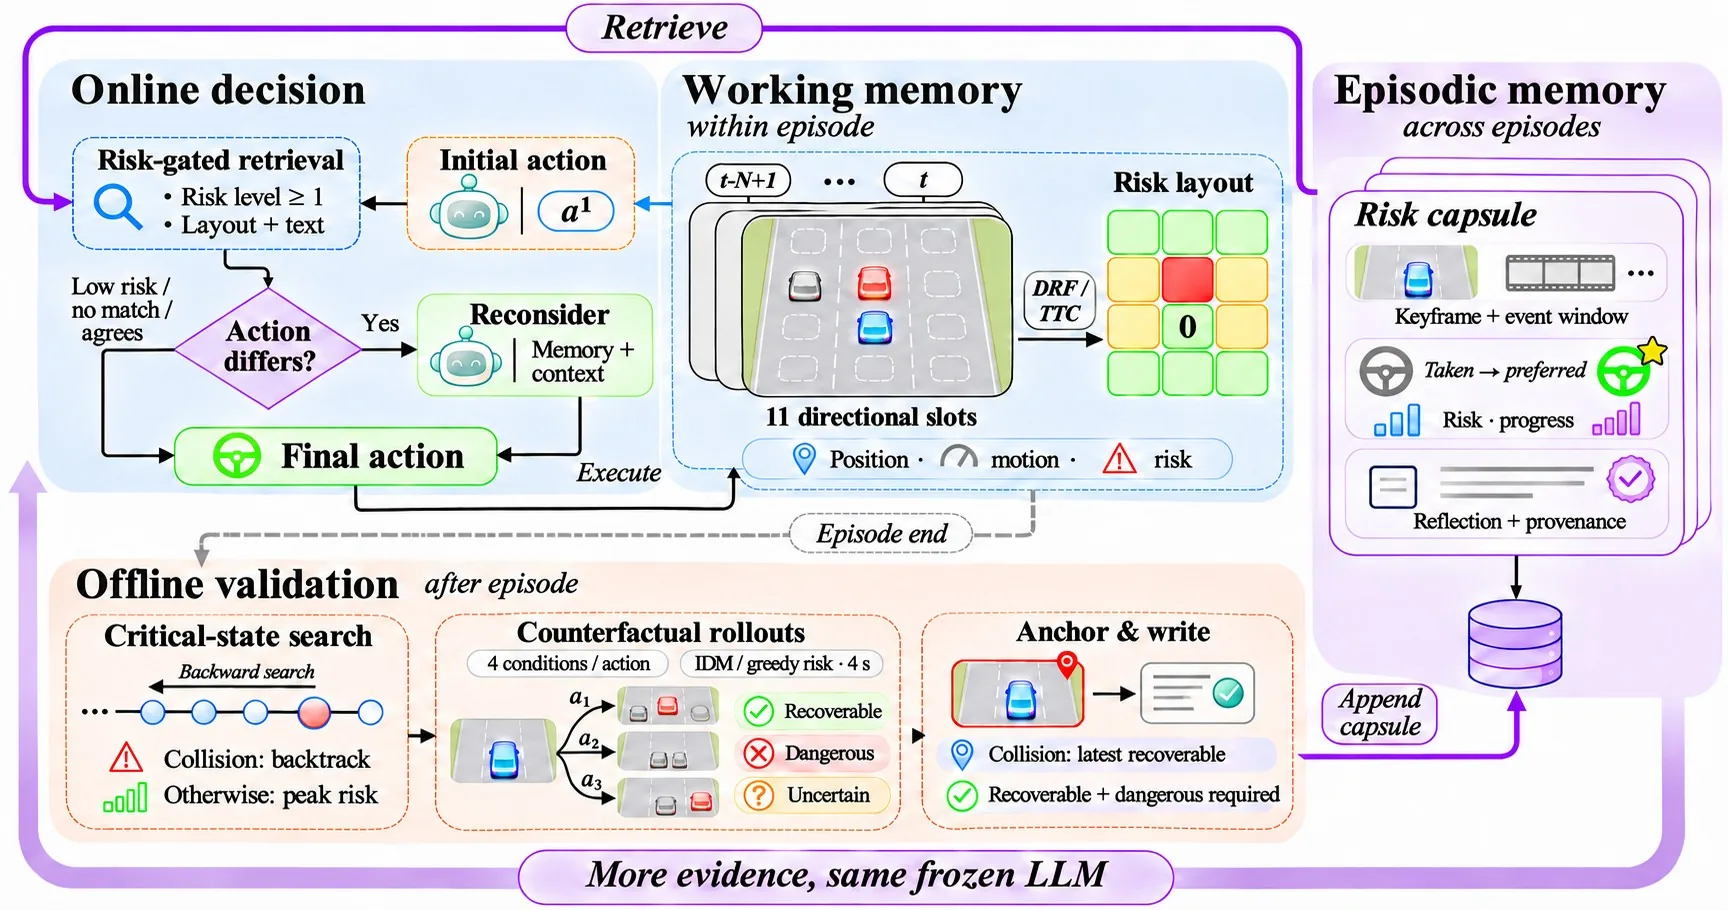 Retrieve
Online decision
Risk-gated retrieval
• Risk level ≥ 1
• Layout + text
Initial action
a¹
Low risk /
no match /
agrees
Action
differs?
Yes
Reconsider
Memory +
context
Final action
Execute
Working memory
within episode
t-N+1
...
t
DRF /
TTC
Risk layout
0
11 directional slots
Position · motion · risk
Episode end
Episodic memory
across episodes
Risk capsule
...
Keyframe + event window
Taken → preferred
Risk · progress
Reflection + provenance
Offline validation
after episode
Critical-state search
Backward search
...
Collision: backtrack
Otherwise: peak risk
Counterfactual rollouts
4 conditions / action
IDM / greedy risk · 4 s
a₁
a₂
a₃
Recoverable
Dangerous
?
Uncertain
Anchor & write
Collision: latest recoverable
Recoverable + dangerous required
Append
capsule
More evidence, same frozen LLM